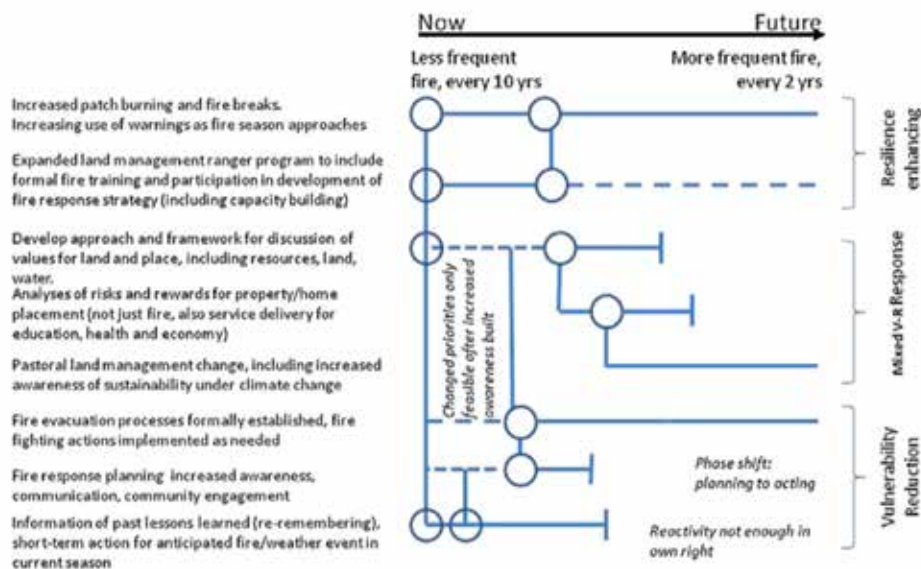 Now Future
Less frequent
fire, every 10 yrs
More frequent fire,
every 2 yrs
Increased patch burning and fire breaks.
Increasing use of warnings as fire season approaches
Expanded land management ranger program to include
formal fire training and participation in development of
fire response strategy (including capacity building)
Develop approach and framework for discussion of
values for land and place, including resources, land,
water.
Analyses of risks and rewards for property/home
placement (not just fire, also service delivery for
education, health and economy)
Pastoral land management change, including increased
awareness of sustainability under climate change
Fire evacuation processes formally established, fire
fighting actions implemented as needed
Fire response planning increased awareness,
communication, community engagement
Information of past lessons learned (re-remembering),
short-term action for anticipated fire/weather event in
current season
Changed priorities only
feasible after increased
awareness built
Phase shift:
planning to acting
Reactivity not enough in
own right
Resilience
enhancing
Mixed V-R Response
Vulnerability
Reduction